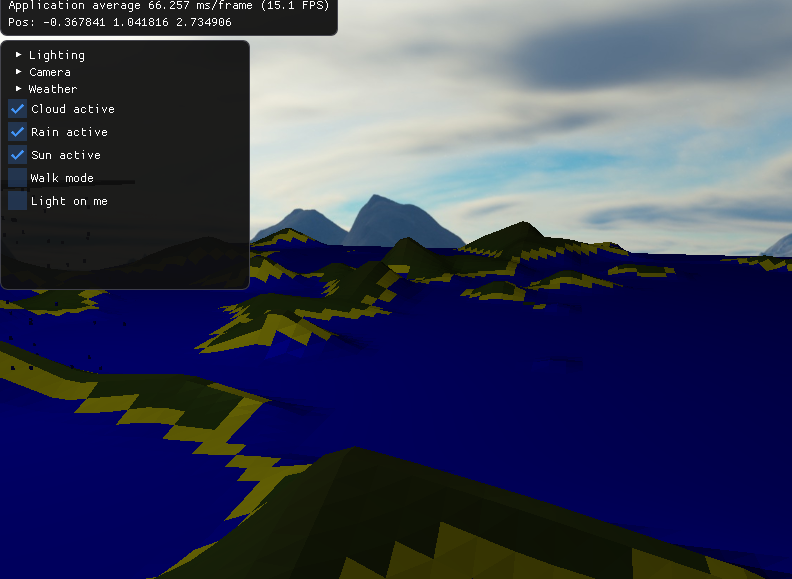 Application average 66.257 ms/frame (15.1 FPS)
Pos: -0.367841 1.041816 2.734906
Lighting
Camera
Weather
Cloud active
Rain active
Sun active
Walk mode
Light on me